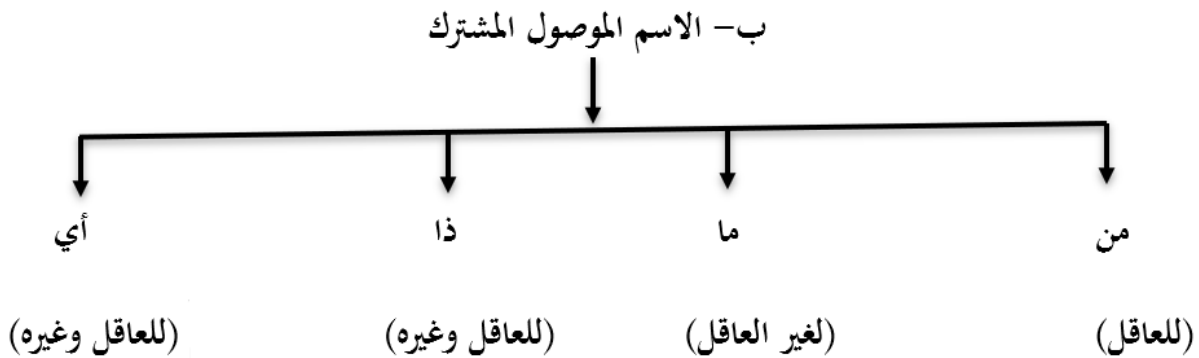 ب- الاسم الموصول المشترك
من ما ذا أي
(للعاقل) (لغير العاقل) (للعاقل وغيره) (للعاقل وغيره)